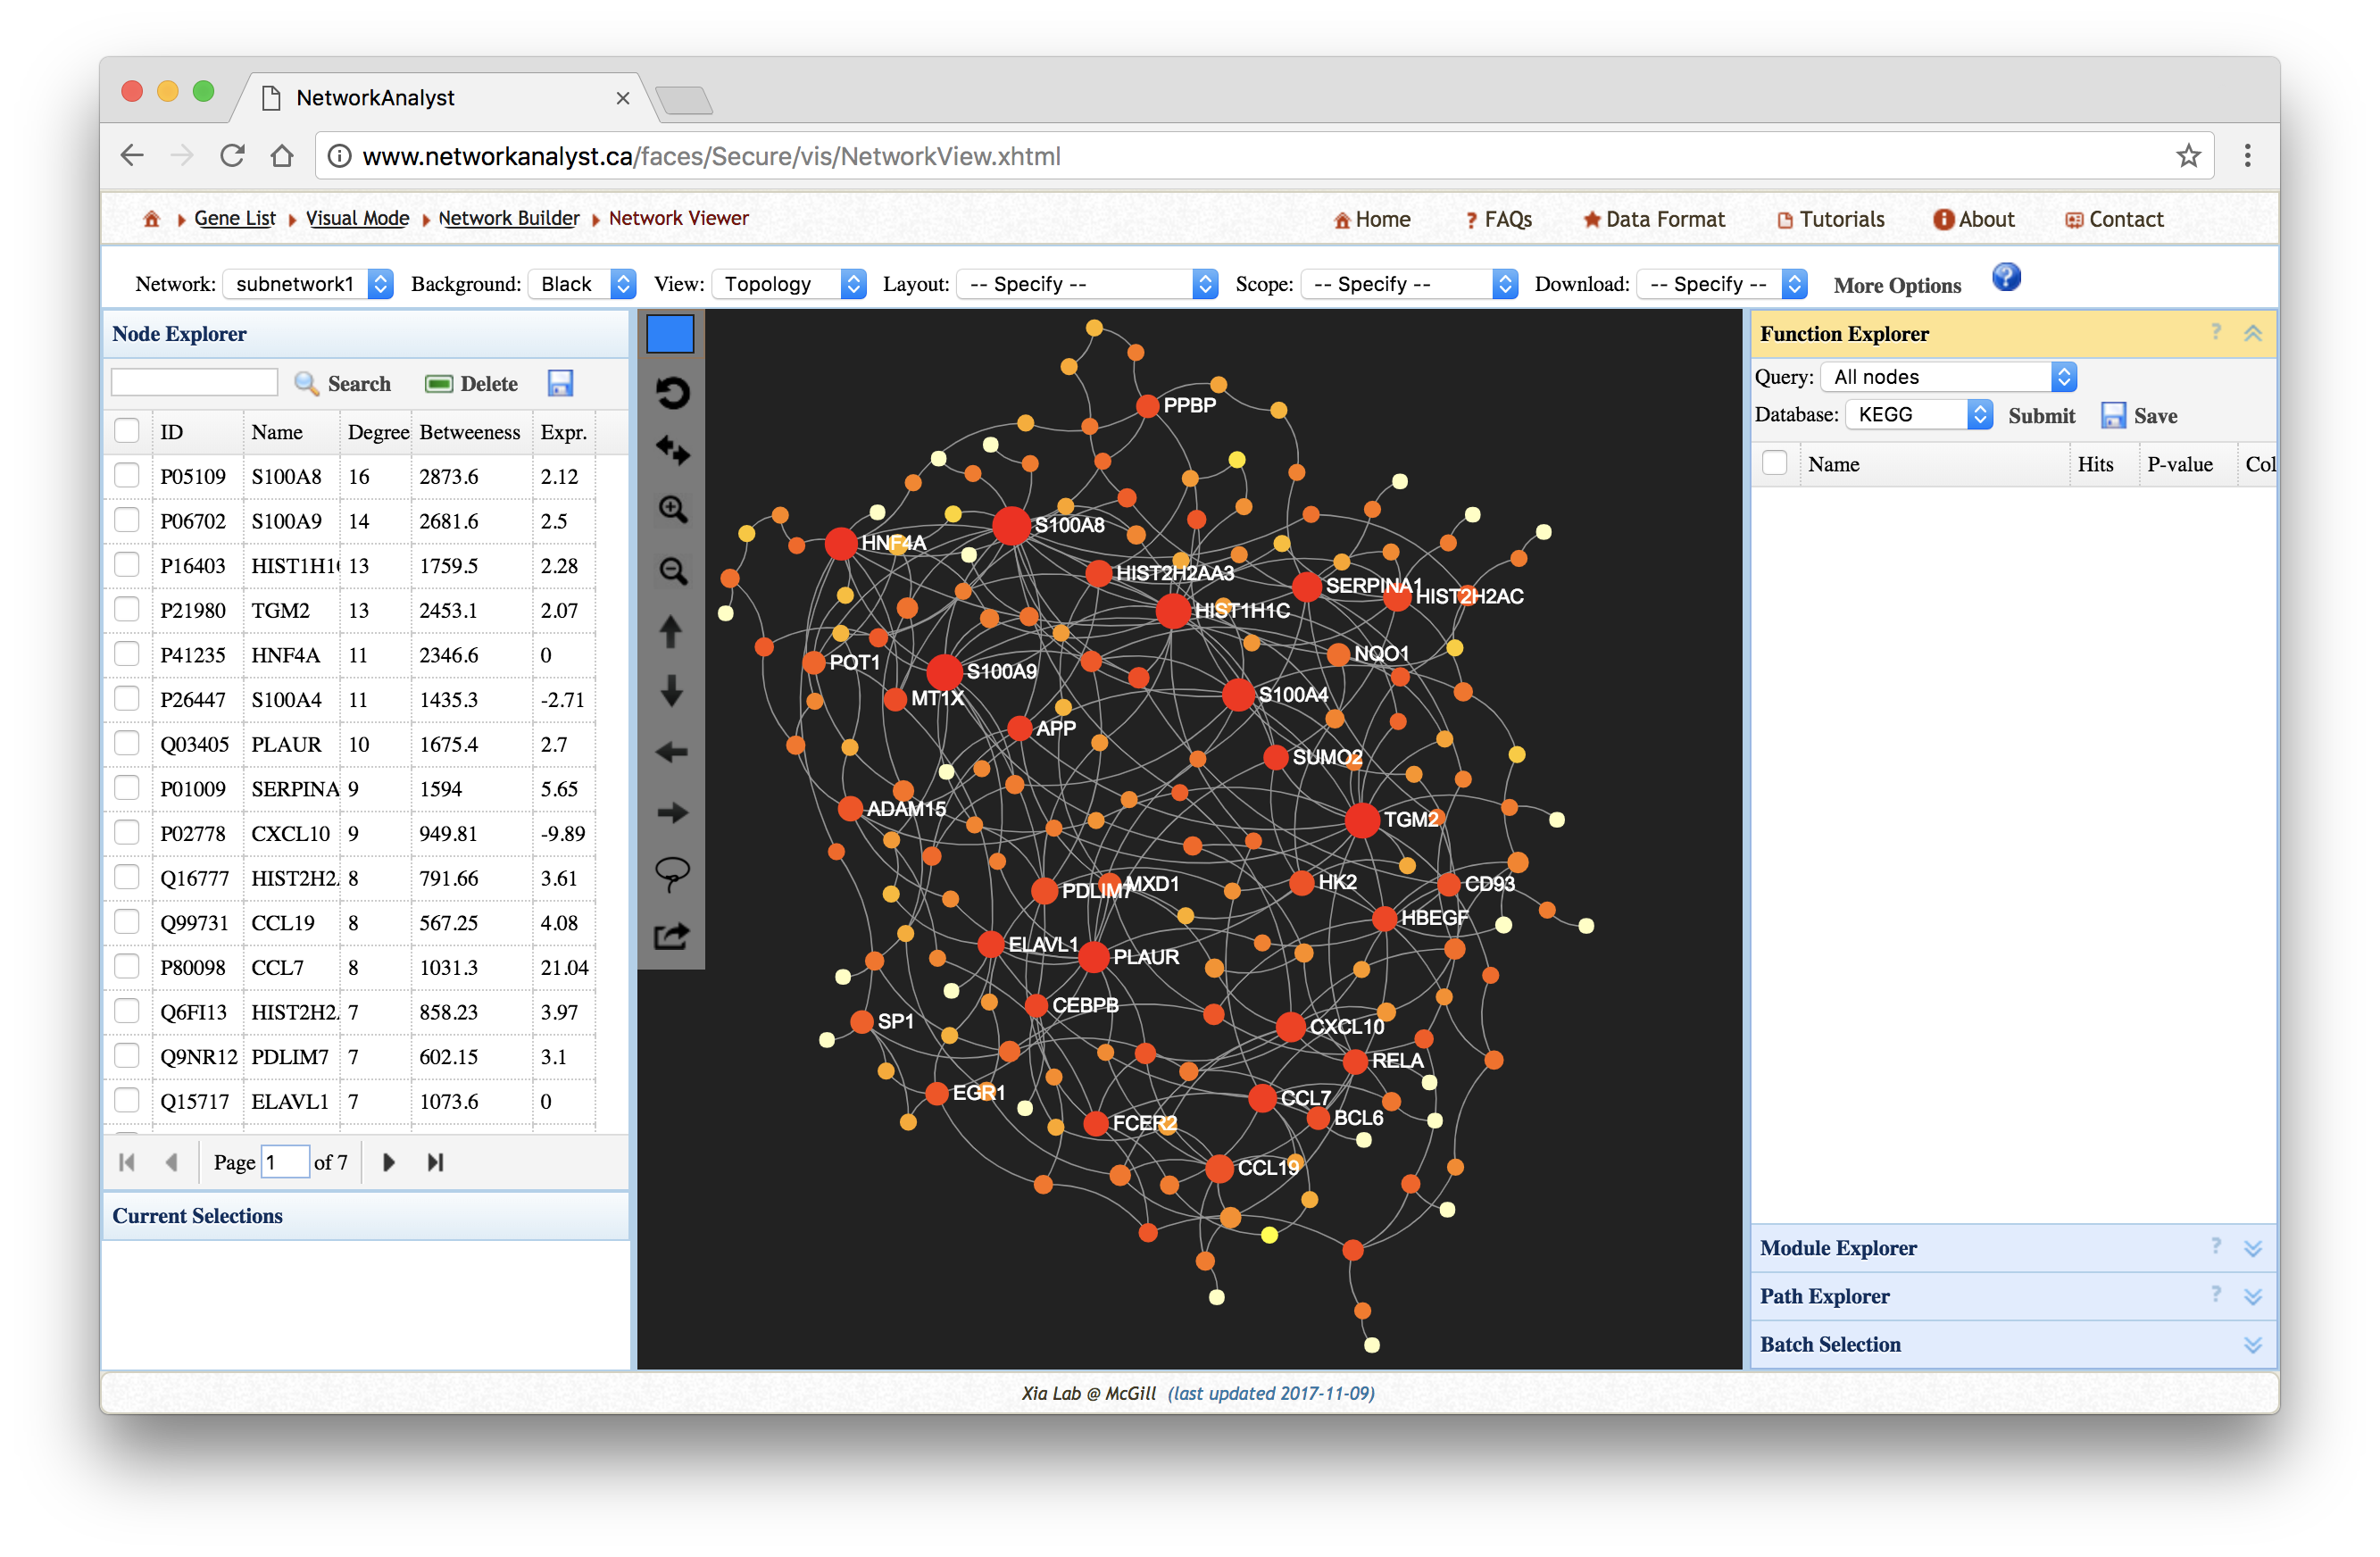 NetworkAnalyst
www.networkanalyst.ca/faces/Secure/vis/NetworkView.xhtml
Gene List Visual Mode Network Builder Network Viewer Home ? FAQs Data Format Tutorials About Contact
Network: subnetwork1 Background: Black View: Topology Layout: -- Specify -- Scope: -- Specify -- Download: -- Specify -- More Options ?
Node Explorer
Search Delete
ID Name Degree Betweeness Expr.
P05109 S100A8 16 2873.6 2.12
P06702 S100A9 14 2681.6 2.5
P16403 HIST1H1 13 1759.5 2.28
P21980 TGM2 13 2453.1 2.07
P41235 HNF4A 11 2346.6 0
P26447 S100A4 11 1435.3 -2.71
Q03405 PLAUR 10 1675.4 2.7
P01009 SERPINA 9 1594 5.65
P02778 CXCL10 9 949.81 -9.89
Q16777 HIST2H2 8 791.66 3.61
Q99731 CCL19 8 567.25 4.08
P80098 CCL7 8 1031.3 21.04
Q6FI13 HIST2H2 7 858.23 3.97
Q9NR12 PDLIM7 7 602.15 3.1
Q15717 ELAVL1 7 1073.6 0
Page 1 of 7
Current Selections
PPBP
S100A8
HNF4A
HIST2H2AA3
SERPINA1
HIST2H2AC
HIST1H1C
NQO1
POT1
S100A9
S100A4
MT1X
APP
SUMO2
ADAM15
TGM2
PDLIM7
MXD1
HK2
CD93
HBEGF
ELAVL1
PLAUR
CEBPB
SP1
CXCL10
RELA
EGR1
CCL7
BCL6
FCER2
CCL19
Function Explorer ?
Query: All nodes
Database: KEGG Submit Save
Name Hits P-value Col
Module Explorer ?
Path Explorer ?
Batch Selection
Xia Lab @ McGill (last updated 2017-11-09)